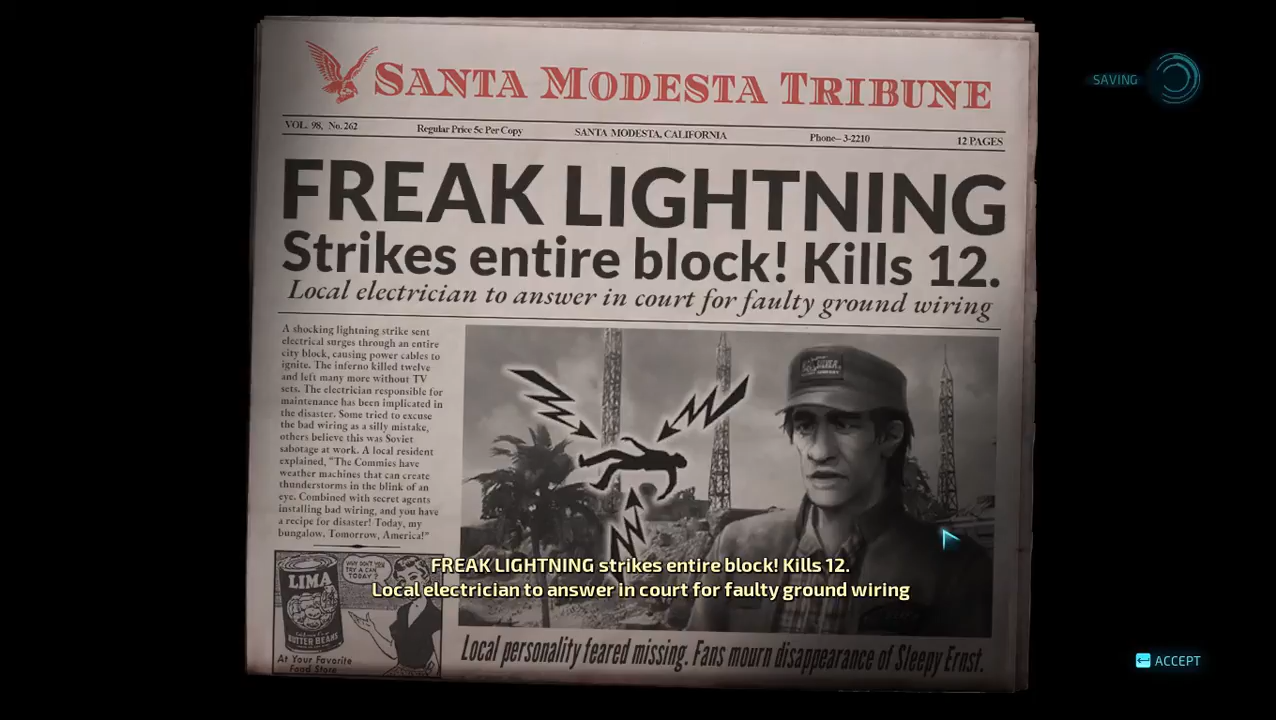 SANTA MODESTA TRIBUNE
SAVING
VOL. 98, No. 262 Regular Price 5c Per Copy SANTA MODESTA, CALIFORNIA Phone– 3-2210 12 PAGES
FREAK LIGHTNING
Strikes entire block! Kills 12.
Local electrician to answer in court for faulty ground wiring
A shocking lightning strike sent
electrical surges through an entire
city block, causing power cables to
ignite. The inferno killed twelve
and left many more without TV
sets. The electrician responsible for
maintenance has been implicated in
the disaster. Some tried to excuse
the bad wiring as a silly mistake,
others believe this was Soviet
sabotage at work. A local resident
explained, "The Commies have
weather machines that can create
thunderstorms in the blink of an
eye. Combined with secret agents
installing bad wiring, and you have
a recipe for disaster! Today, my
bungalow. Tomorrow, America!"
WHY DON'T YOU
TRY A CAN
TODAY?
LIMA
BUTTER BEANS
At Your Favorite
Food Store
FREAK LIGHTNING strikes entire block! Kills 12.
Local electrician to answer in court for faulty ground wiring
Local personality feared missing. Fans mourn disappearance of Sleepy Ernst.
ACCEPT